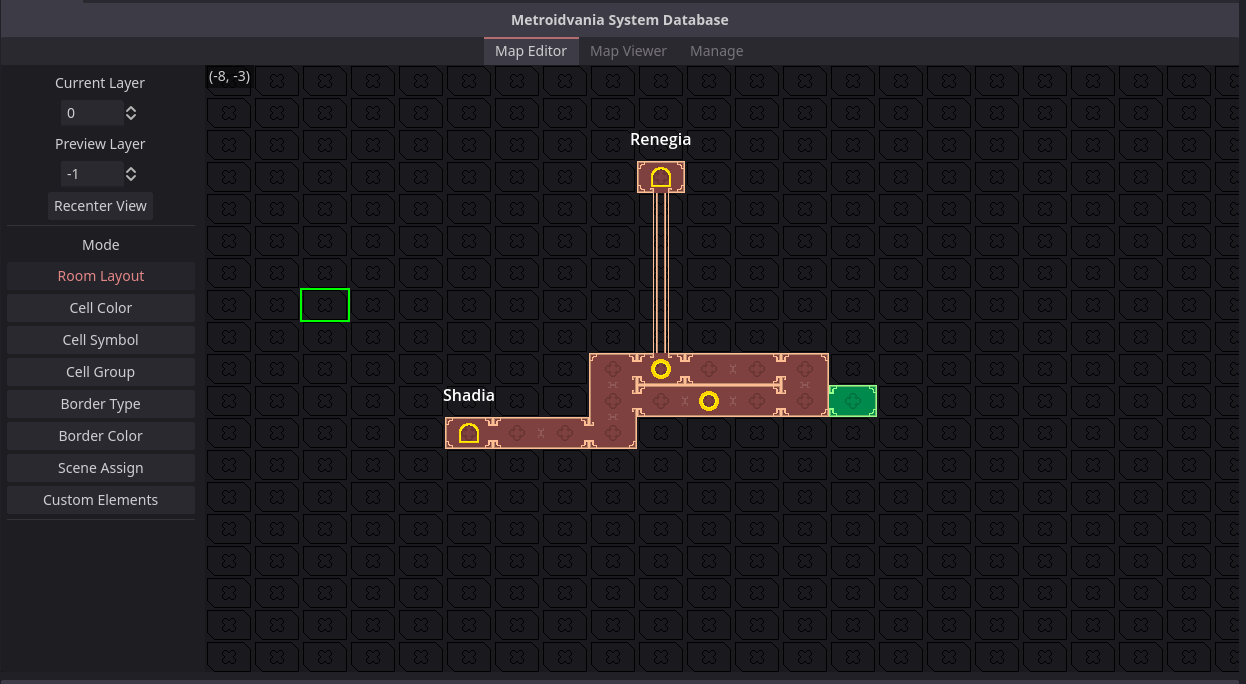 Metroidvania System Database
Map Editor
Map Viewer
Manage
Current Layer
0
Preview Layer
-1
Recenter View
Mode
Room Layout
Cell Color
Cell Symbol
Cell Group
Border Type
Border Color
Scene Assign
Custom Elements
(-8, -3)
Renegia
Shadia